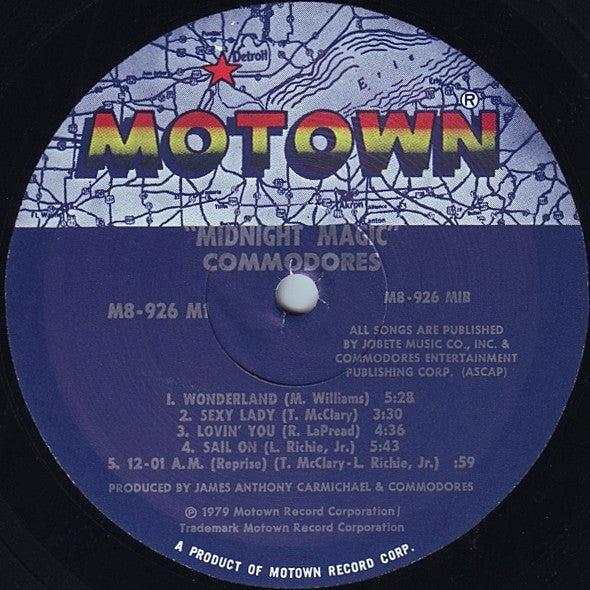 Detroit
Erie
MOTOWN®
Akron
Canton
"MIDNIGHT MAGIC"
COMMODORES
M8-926 M1
M8-926 MIB
ALL SONGS ARE PUBLISHED
BY JOBETE MUSIC CO., INC. &
COMMODORES ENTERTAINMENT
PUBLISHING CORP. (ASCAP)
1. WONDERLAND (M. Williams) 5:28
2. SEXY LADY (T. McClary) 3:30
3. LOVIN' YOU (R. LaPread) 4:36
4. SAIL ON (L. Richie, Jr.) 5:43
5. 12-01 A.M. (Reprise) (T. McClary-L. Richie, Jr.) :59
PRODUCED BY JAMES ANTHONY CARMICHAEL & COMMODORES
℗ 1979 Motown Record Corporation/
Trademark Motown Record Corporation
A PRODUCT OF MOTOWN RECORD CORP.